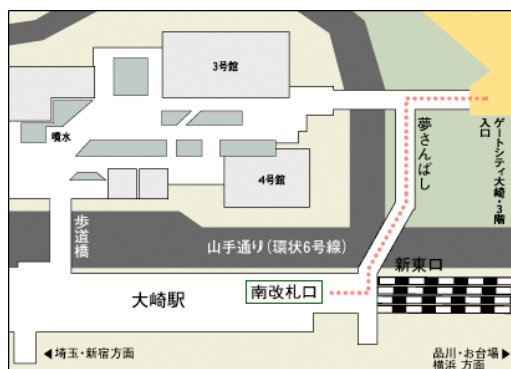 3号館
噴水
4号館
夢さんばし
ゲートシティ大崎・3階
入口
歩道橋
山手通り(環状6号線)
新東口
大崎駅
南改札口
◀埼玉・新宿方面
品川・お台場▶
横浜 方面